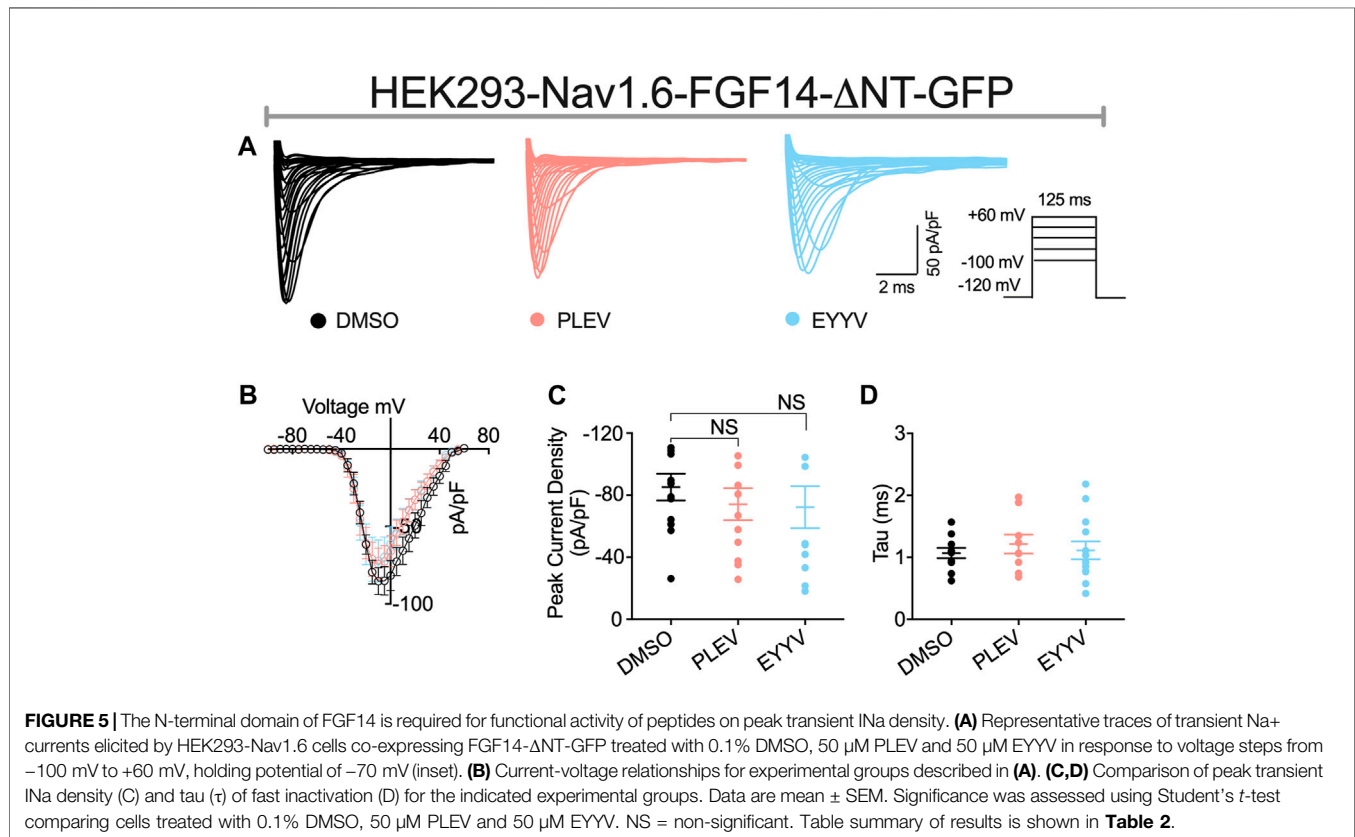 HEK293-Nav1.6-FGF14-ΔNT-GFP
A
125 ms
+60 mV
50 pA/pF
-100 mV
2 ms
-120 mV
DMSO
PLEV
EYYV
B
Voltage mV
-80 -40 40 80
-50
-100
pA/pF
C
NS
NS
-120
-80
-40
0
Peak Current Density
(pA/pF)
DMSO PLEV EYYV
D
3
2
1
0
Tau (ms)
DMSO PLEV EYYV
FIGURE 5 | The N-terminal domain of FGF14 is required for functional activity of peptides on peak transient INa density. (A) Representative traces of transient Na+
currents elicited by HEK293-Nav1.6 cells co-expressing FGF14-ΔNT-GFP treated with 0.1% DMSO, 50 μM PLEV and 50 μM EYYV in response to voltage steps from
−100 mV to +60 mV, holding potential of −70 mV (inset). (B) Current-voltage relationships for experimental groups described in (A). (C,D) Comparison of peak transient
INa density (C) and tau (τ) of fast inactivation (D) for the indicated experimental groups. Data are mean ± SEM. Significance was assessed using Student's t-test
comparing cells treated with 0.1% DMSO, 50 μM PLEV and 50 μM EYYV. NS = non-significant. Table summary of results is shown in Table 2.